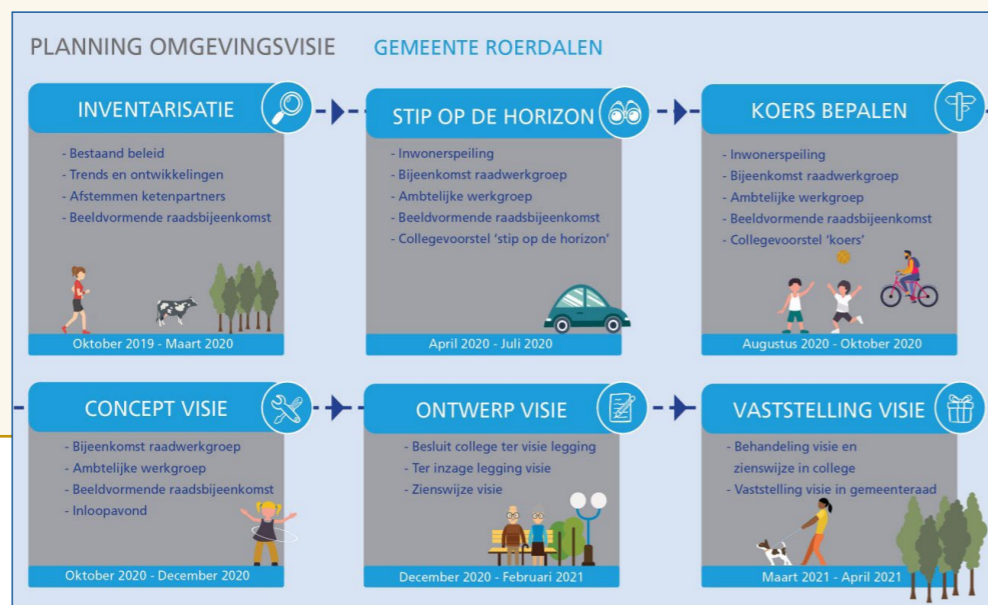 PLANNING OMGEVINGSVISIE GEMEENTE ROERDALEN
INVENTARISATIE
- Bestaand beleid
- Trends en ontwikkelingen
- Afstemmen ketenpartners
- Beeldvormende raadsbijeenkomst
Oktober 2019 - Maart 2020
STIP OP DE HORIZON
- Inwonerspeiling
- Bijeenkomst raadwerkgroep
- Ambtelijke werkgroep
- Beeldvormende raadsbijeenkomst
- Collegevoorstel ‘stip op de horizon’
April 2020 - Juli 2020
KOERS BEPALEN
- Inwonerspeiling
- Bijeenkomst raadwerkgroep
- Ambtelijke werkgroep
- Beeldvormende raadsbijeenkomst
- Collegevoorstel ‘koers’
Augustus 2020 - Oktober 2020
CONCEPT VISIE
- Bijeenkomst raadwerkgroep
- Ambtelijke werkgroep
- Beeldvormende raadsbijeenkomst
- Inloopavond
Oktober 2020 - December 2020
ONTWERP VISIE
- Besluit college ter visie legging
- Ter inzage legging visie
- Zienswijze visie
December 2020 - Februari 2021
VASTSTELLING VISIE
- Behandeling visie en
zienswijze in college
- Vaststelling visie in gemeenteraad
Maart 2021 - April 2021